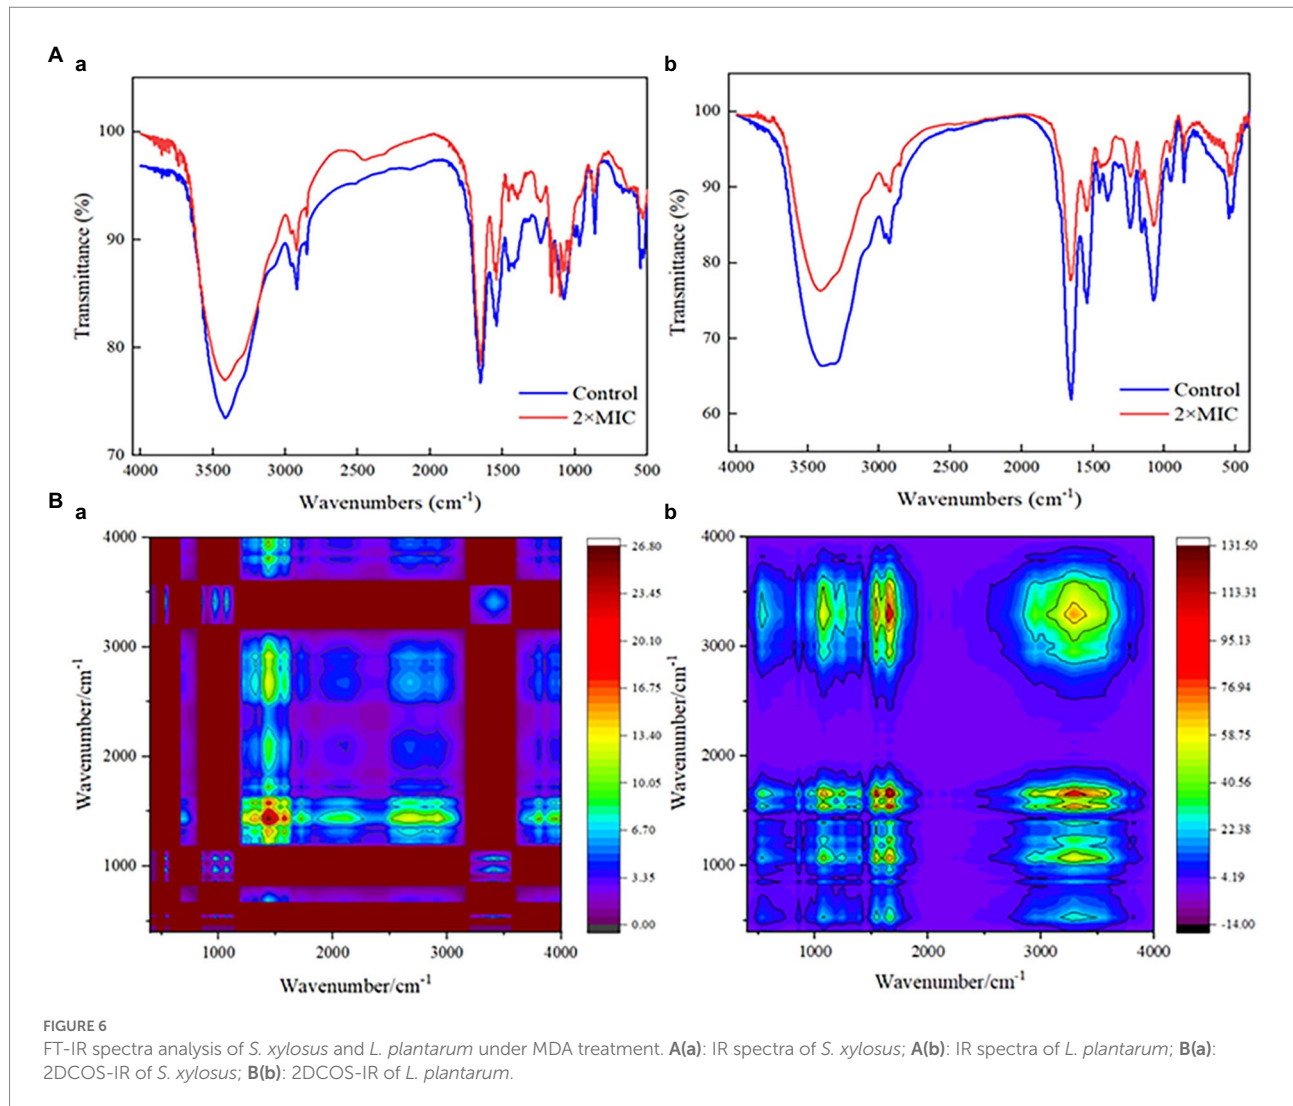 A
a
100
90
80
70
Transmittance (%)
4000 3500 3000 2500 2000 1500 1000 500
Wavenumbers (cm-1)
Control
2×MIC
b
100
90
80
70
60
Transmittance (%)
4000 3500 3000 2500 2000 1500 1000 500
Wavenumbers (cm-1)
Control
2×MIC
B
a
4000
3000
2000
1000
Wavenumber/cm-1
1000 2000 3000 4000
Wavenumber/cm-1
26.80
23.45
20.10
16.75
13.40
10.05
6.70
3.35
0.00
b
4000
3000
2000
1000
Wavenumber/cm-1
1000 2000 3000 4000
Wavenumber/cm-1
131.50
113.31
95.13
76.94
58.75
40.56
22.38
4.19
-14.00
FIGURE 6
FT-IR spectra analysis of S. xylosus and L. plantarum under MDA treatment. A(a): IR spectra of S. xylosus; A(b): IR spectra of L. plantarum; B(a):
2DCOS-IR of S. xylosus; B(b): 2DCOS-IR of L. plantarum.